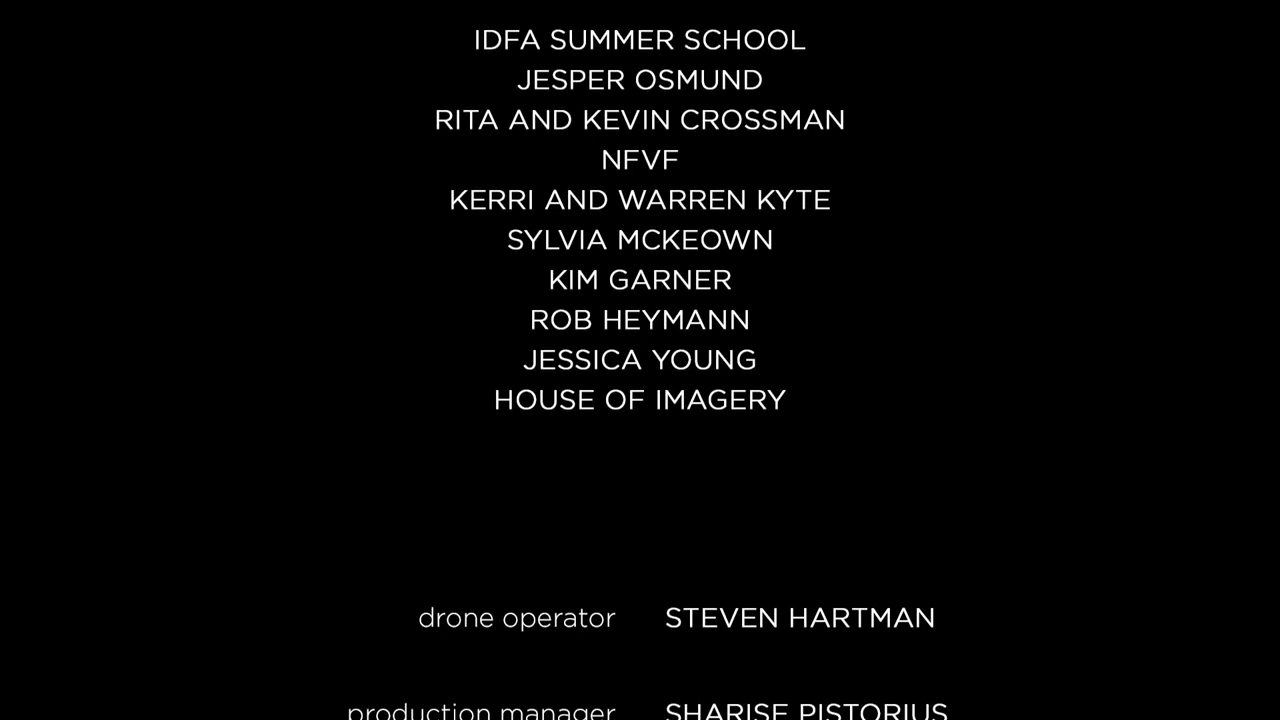 IDFA SUMMER SCHOOL
JESPER OSMUND
RITA AND KEVIN CROSSMAN
NFVF
KERRI AND WARREN KYTE
SYLVIA MCKEOWN
KIM GARNER
ROB HEYMANN
JESSICA YOUNG
HOUSE OF IMAGERY
drone operator STEVEN HARTMAN
production manager SHARISE PISTORIUS